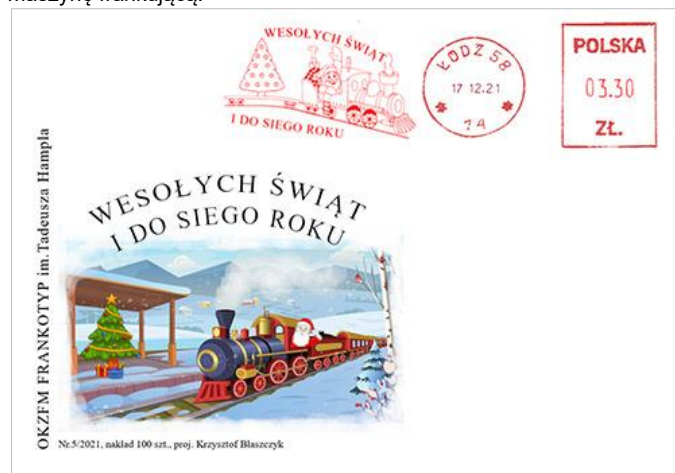 maszynę frankującą.
WESOŁYCH ŚWIĄT
I DO SIEGO ROKU
ŁÓDŹ 58
17 12.21
74
POLSKA
03.30
ZŁ.
OKZFM FRANKOTYP im.Tadeusza Hampla
WESOŁYCH ŚWIĄT
I DO SIEGO ROKU
Nr.5/2021, nakład 100 szt., proj. Krzysztof Błaszczyk